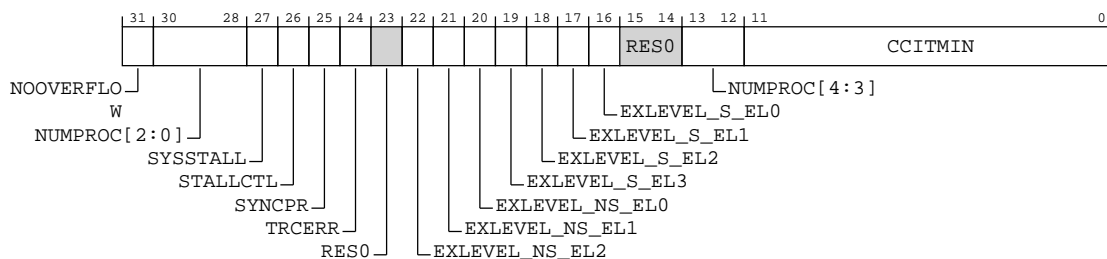 31 30 28 27 26 25 24 23 22 21 20 19 18 17 16 15 14 13 12 11 0
RES0 CCITMIN
NOOVERFLO NUMPROC[4:3]
W EXLEVEL_S_EL0
NUMPROC[2:0] EXLEVEL_S_EL1
SYSSTALL EXLEVEL_S_EL2
STALLCTL EXLEVEL_S_EL3
SYNCPR EXLEVEL_NS_EL0
TRCERR EXLEVEL_NS_EL1
RES0 EXLEVEL_NS_EL2